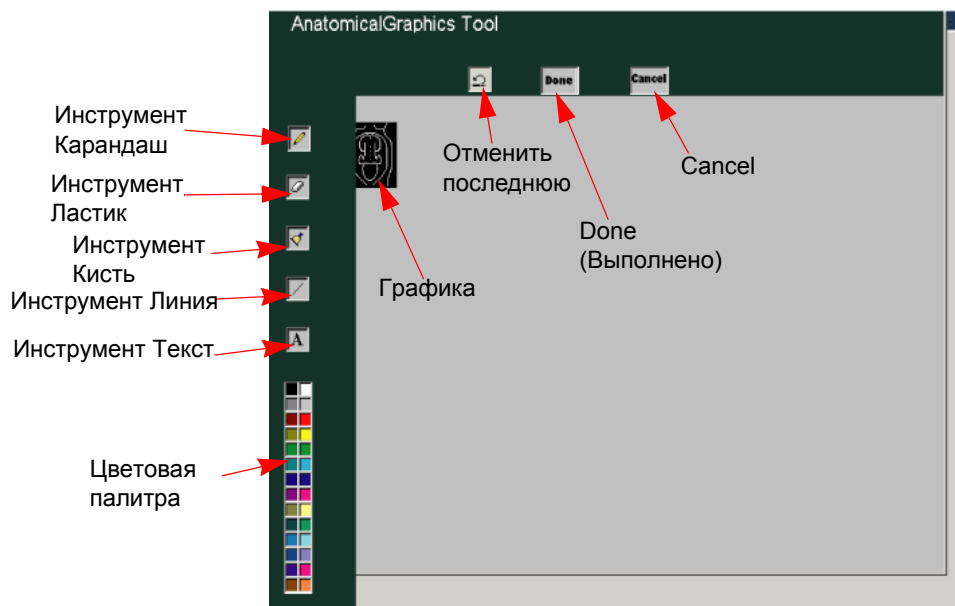 AnatomicalGraphics Tool
Done
Cancel
Инструмент
Карандаш
Отменить
последнюю
Cancel
Инструмент
Ластик
Done
(Выполнено)
Инструмент
Кисть
Графика
Инструмент Линия
Инструмент Текст
A
Цветовая
палитра